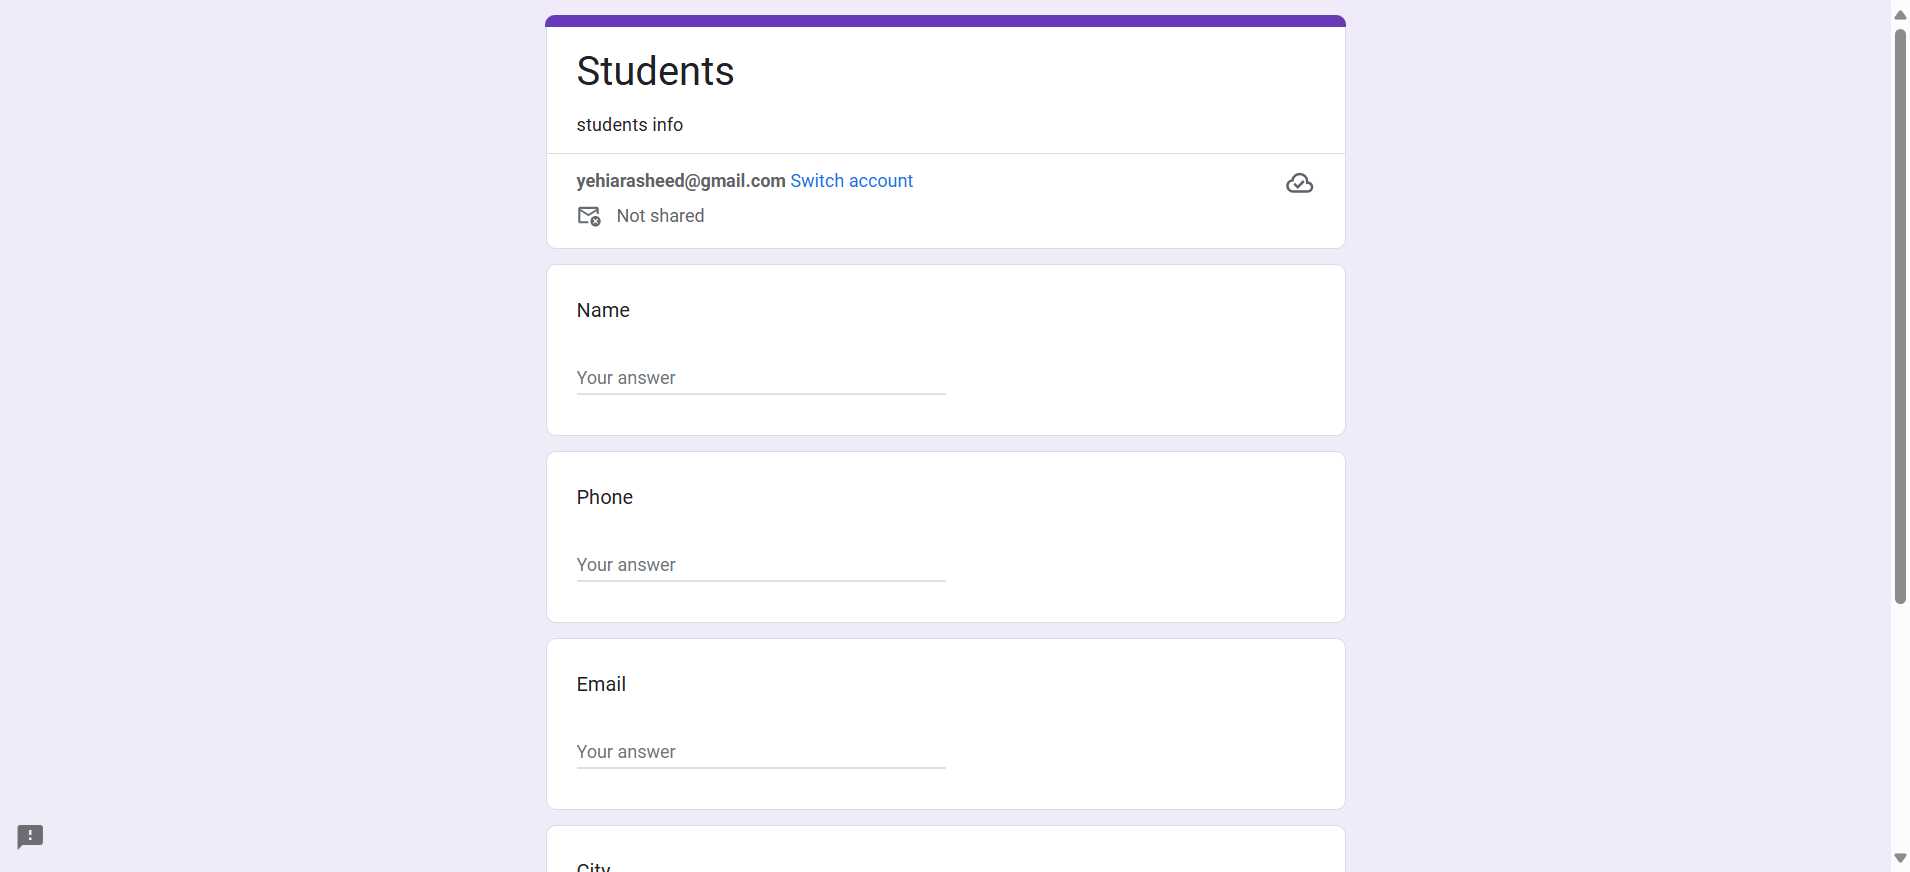 Students
students info
yehiarasheed@gmail.com Switch account
Not shared
Name
Your answer
Phone
Your answer
Email
Your answer
City